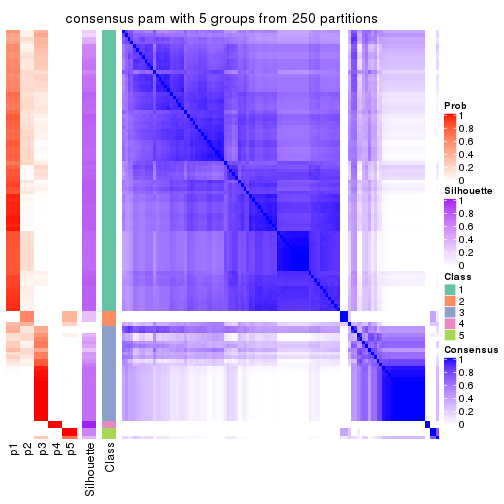 consensus pam with 5 groups from 250 partitions
Prob
1
0.8
0.6
0.4
0.2
0
Silhouette
1
0.8
0.6
0.4
0.2
0
Class
1
2
3
4
5
Consensus
1
0.8
0.6
0.4
0.2
0
p1
p2
p3
p4
p5
Silhouette
Class